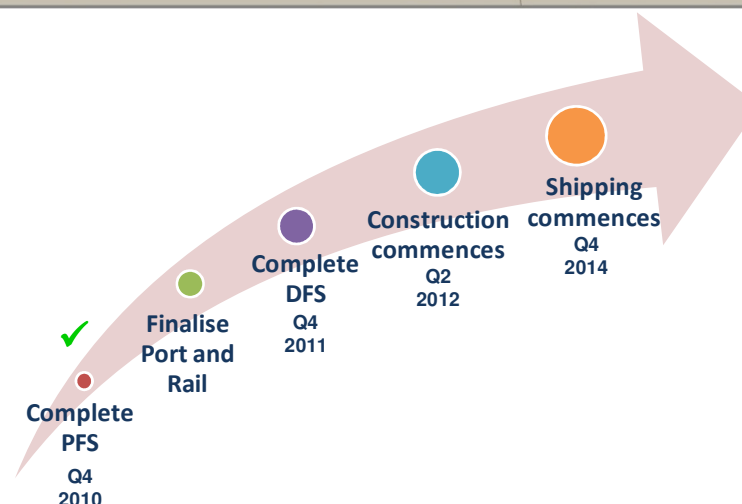 Complete
PFS
Q4
2010
Finalise
Port and
Rail
Complete
DFS
Q4
2011
Construction
commences
Q2
2012
Shipping
commences
Q4
2014